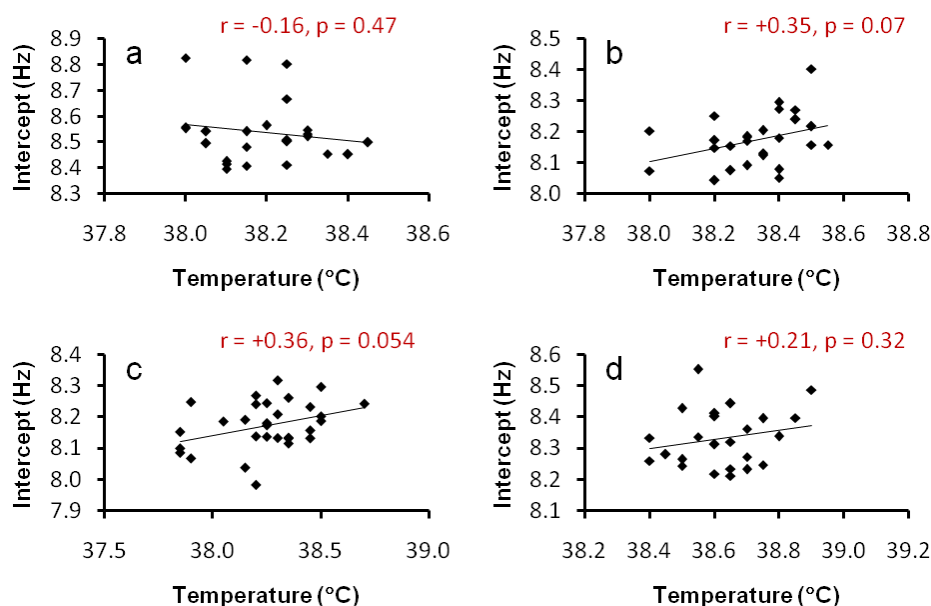 r = -0.16, p = 0.47
a
Intercept (Hz)
8.9
8.8
8.7
8.6
8.5
8.4
8.3
37.8 38.0 38.2 38.4 38.6
Temperature (°C)
r = +0.35, p = 0.07
b
Intercept (Hz)
8.5
8.4
8.3
8.2
8.1
8.0
37.8 38.0 38.2 38.4 38.6 38.8
Temperature (°C)
r = +0.36, p = 0.054
c
Intercept (Hz)
8.4
8.3
8.2
8.1
8.0
7.9
37.5 38.0 38.5 39.0
Temperature (°C)
r = +0.21, p = 0.32
d
Intercept (Hz)
8.6
8.5
8.4
8.3
8.2
8.1
38.2 38.4 38.6 38.8 39.0 39.2
Temperature (°C)